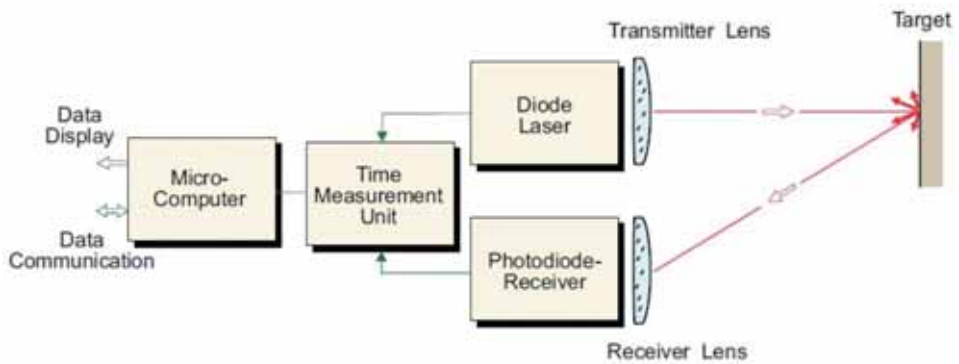 Target
Transmitter Lens
Diode
Laser
Data
Display
Micro-
Computer
Time
Measurement
Unit
Data
Communication
Photodiode-
Receiver
Receiver Lens